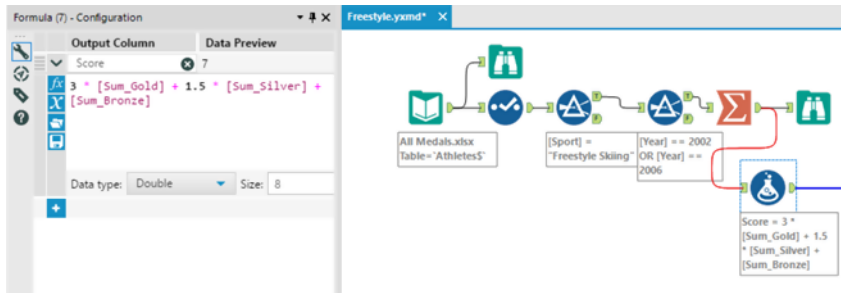 Formula (7) - Configuration
Output Column
Data Preview
Score
7
3 * [Sum_Gold] + 1.5 * [Sum_Silver] +
[Sum_Bronze]
Data type:
Double
Size:
8
Freestyle.yxmd*
All Medals.xlsx
Table=`Athletes$`
[Sport] =
"Freestyle Skiing"
[Year] == 2002
OR [Year] ==
2006
Score = 3 *
[Sum_Gold] + 1.5
* [Sum_Silver] +
[Sum_Bronze]